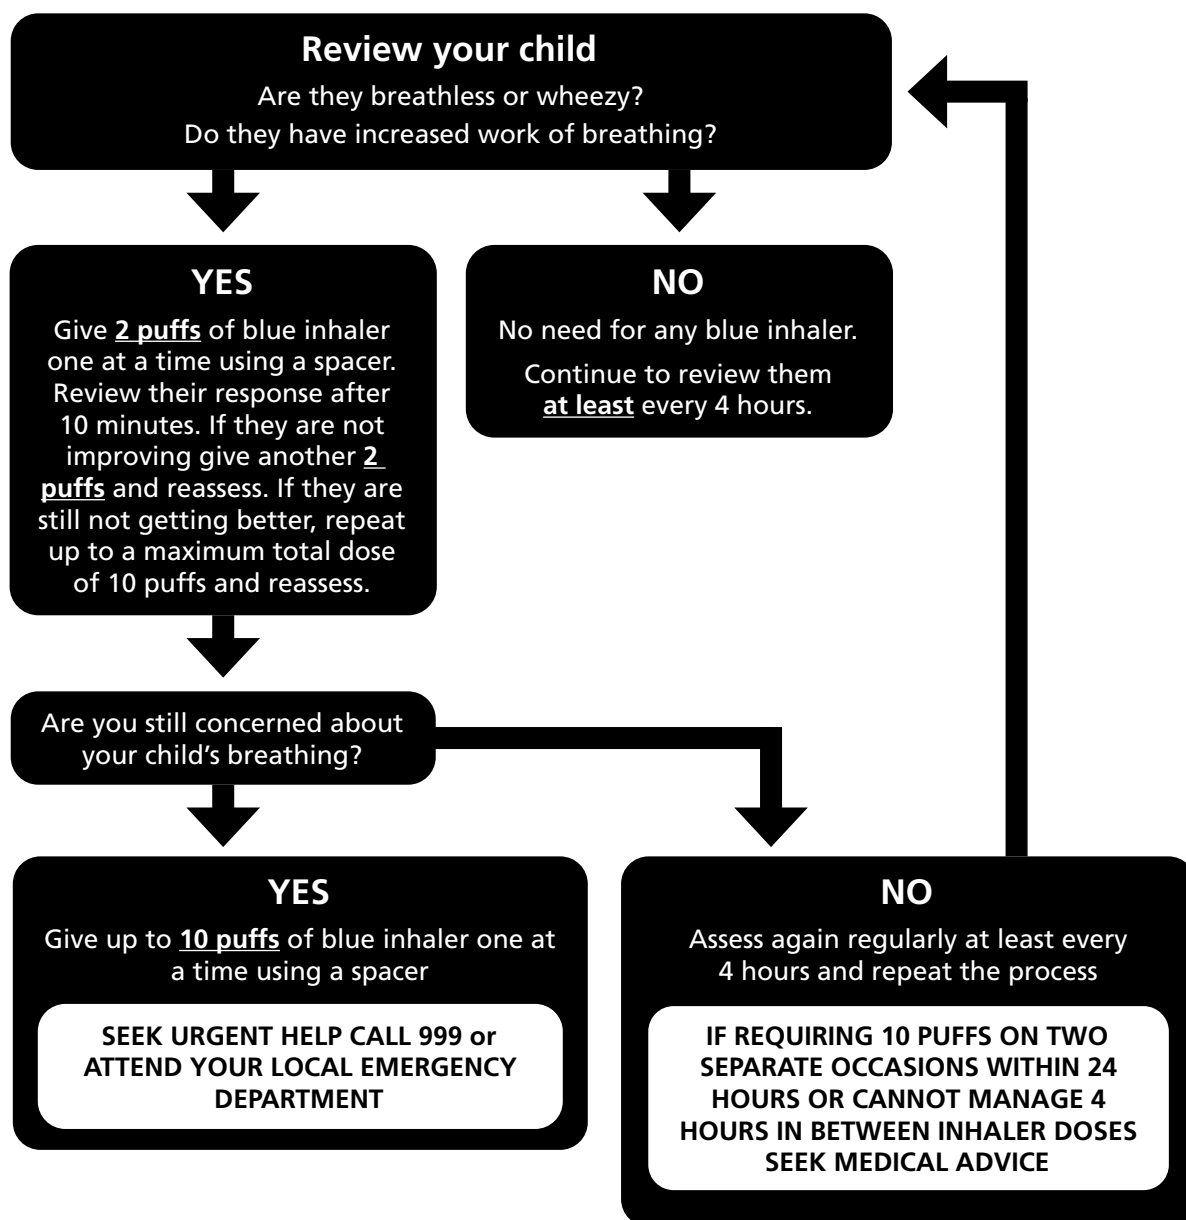 Review your child
Are they breathless or wheezy?
Do they have increased work of breathing?
YES
Give 2 puffs of blue inhaler
one at a time using a spacer.
Review their response after
10 minutes. If they are not
improving give another 2
puffs and reassess. If they are
still not getting better, repeat
up to a maximum total dose
of 10 puffs and reassess.
NO
No need for any blue inhaler.
Continue to review them
at least every 4 hours.
Are you still concerned about
your child’s breathing?
YES
Give up to 10 puffs of blue inhaler one at
a time using a spacer
SEEK URGENT HELP CALL 999 or
ATTEND YOUR LOCAL EMERGENCY
DEPARTMENT
NO
Assess again regularly at least every
4 hours and repeat the process
IF REQUIRING 10 PUFFS ON TWO
SEPARATE OCCASIONS WITHIN 24
HOURS OR CANNOT MANAGE 4
HOURS IN BETWEEN INHALER DOSES
SEEK MEDICAL ADVICE